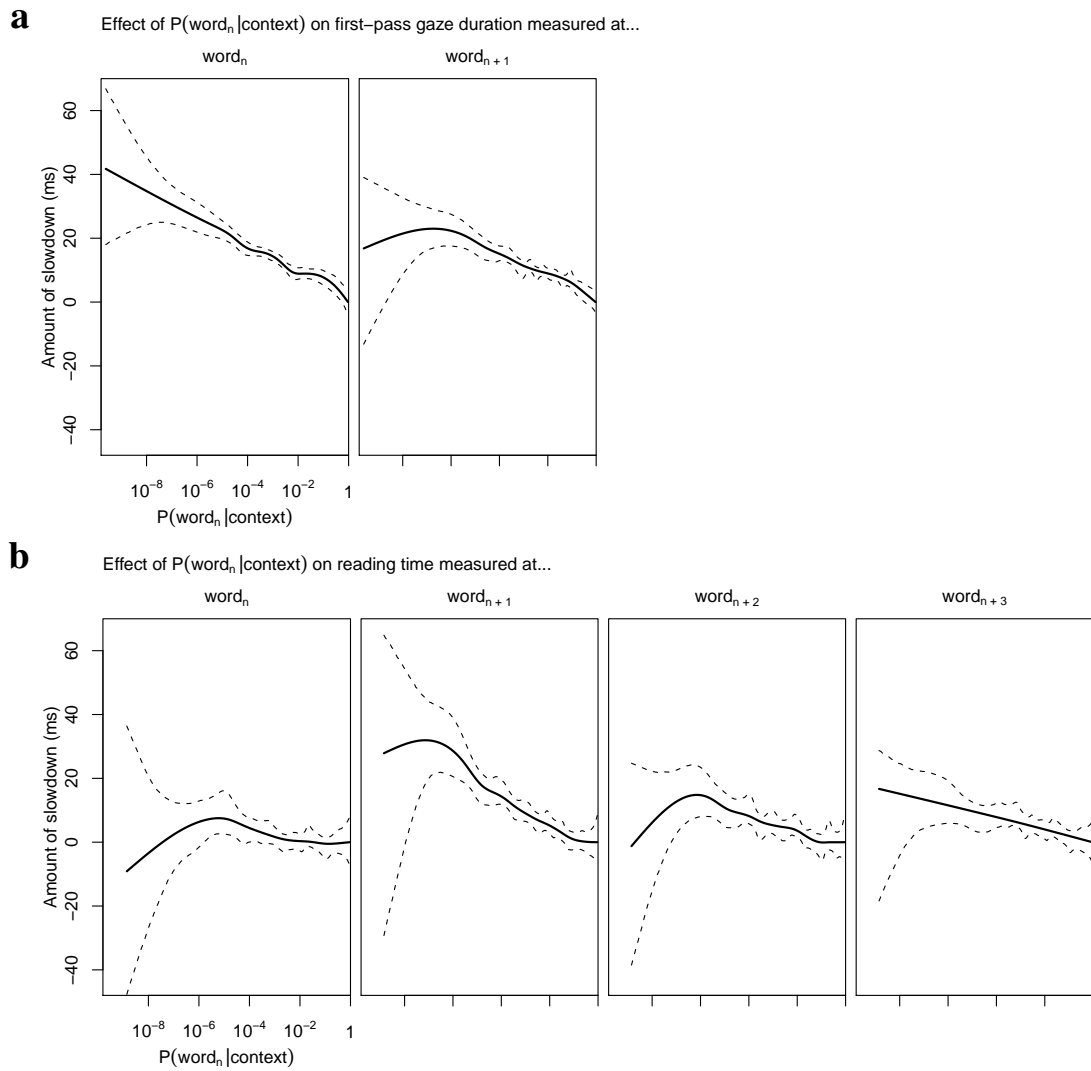 a
Effect of P(wordₙ|context) on first−pass gaze duration measured at...
wordₙ wordₙ₊₁
Amount of slowdown (ms)
60
40
20
0
−20
−40
10⁻⁸ 10⁻⁶ 10⁻⁴ 10⁻² 1
P(wordₙ|context)
b
Effect of P(wordₙ|context) on reading time measured at...
wordₙ wordₙ₊₁ wordₙ₊₂ wordₙ₊₃
Amount of slowdown (ms)
60
40
20
0
−20
−40
10⁻⁸ 10⁻⁶ 10⁻⁴ 10⁻² 1
P(wordₙ|context)